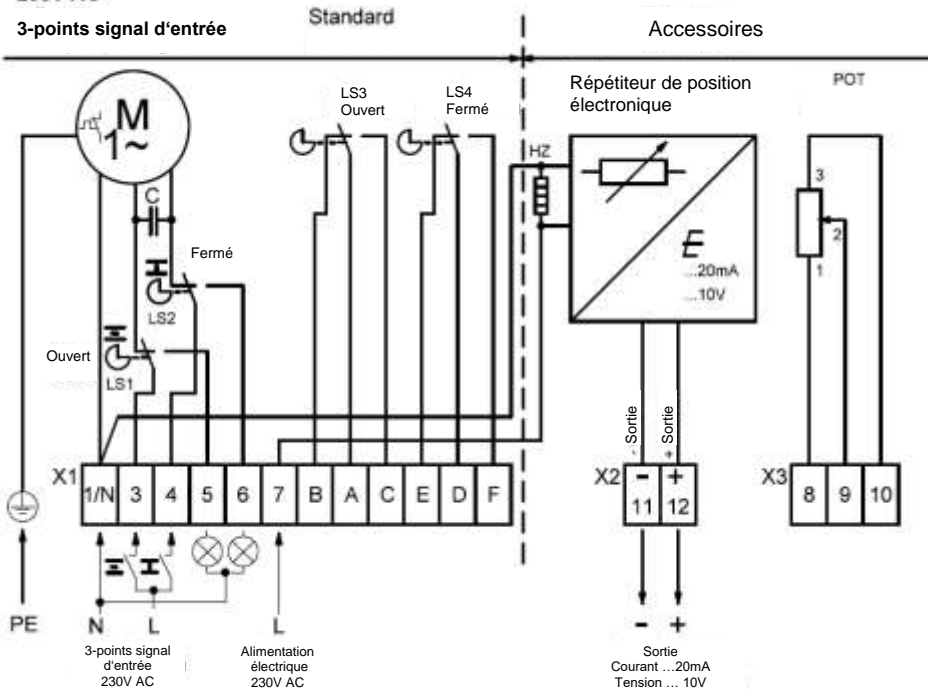 3-points signal d'entrée
Standard
Accessoires
M
1~
C
Fermé
LS2
Ouvert
LS1
LS3
Ouvert
LS4
Fermé
HZ
Répétiteur de position
électronique
E
...20mA
...10V
POT
3
2
1
- Sortie
+ Sortie
X1
1/N 3 4 5 6 7 B A C E D F
X2
- +
11 12
X3
8 9 10
PE
N
L
L
- +
3-points signal
d'entrée
230V AC
Alimentation
électrique
230V AC
Sortie
Courant ...20mA
Tension ... 10V